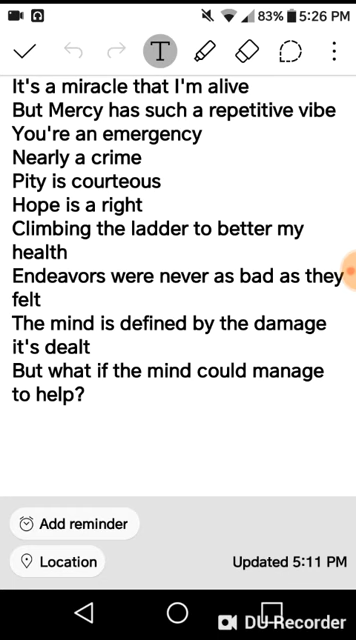 83% 5:26 PM
T
It's a miracle that I'm alive
But Mercy has such a repetitive vibe
You're an emergency
Nearly a crime
Pity is courteous
Hope is a right
Climbing the ladder to better my
health
Endeavors were never as bad as they
felt
The mind is defined by the damage
it's dealt
But what if the mind could manage
to help?
Add reminder
Location Updated 5:11 PM
DU Recorder